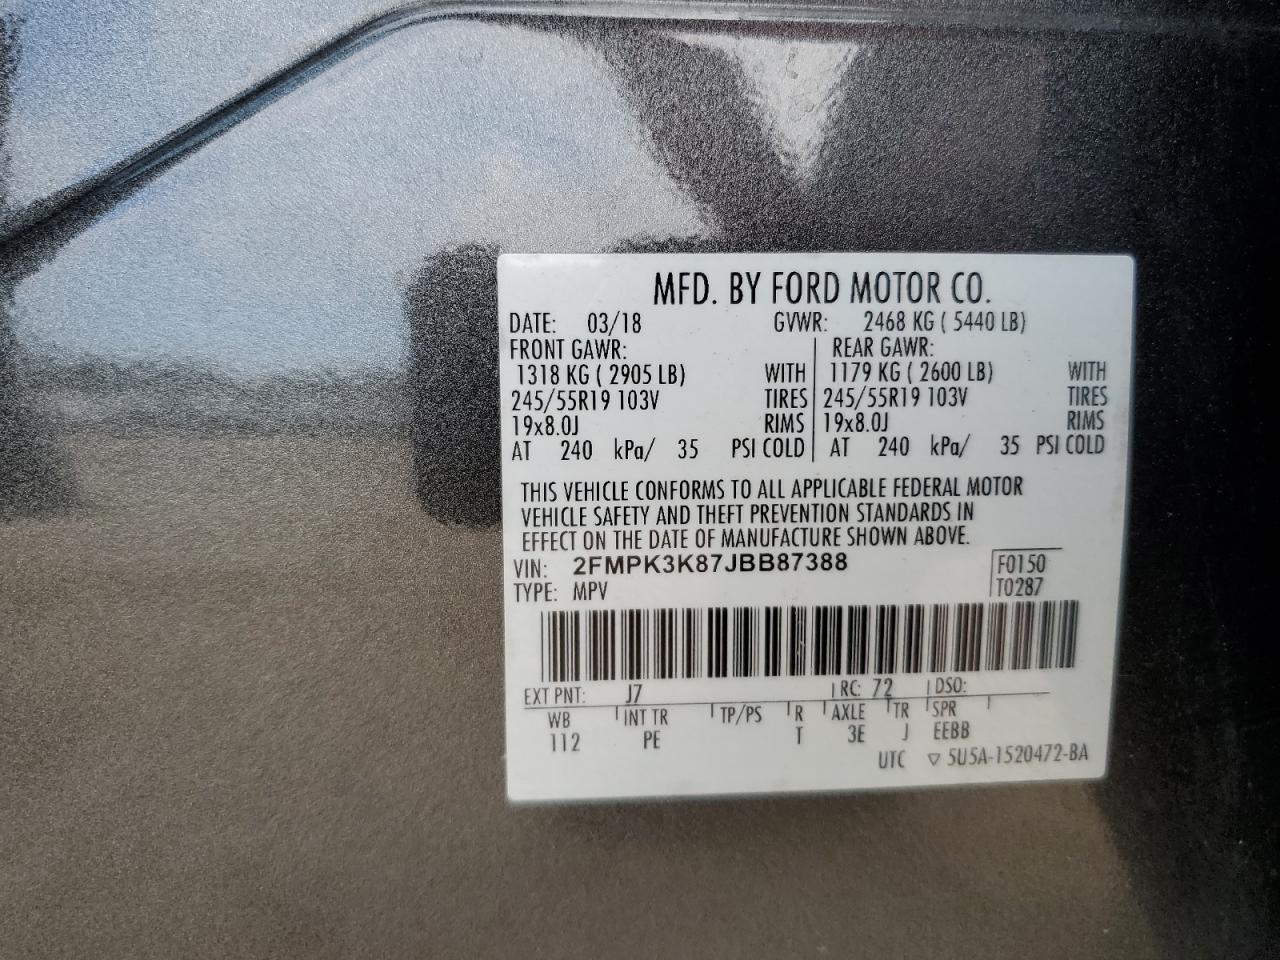 MFD. BY FORD MOTOR CO.
DATE: 03/18 GVWR: 2468 KG ( 5440 LB)
FRONT GAWR: REAR GAWR:
1318 KG ( 2905 LB) WITH 1179 KG ( 2600 LB) WITH
245/55R19 103V TIRES 245/55R19 103V TIRES
19x8.0J RIMS 19x8.0J RIMS
AT 240 kPa/ 35 PSI COLD AT 240 kPa/ 35 PSI COLD
THIS VEHICLE CONFORMS TO ALL APPLICABLE FEDERAL MOTOR
VEHICLE SAFETY AND THEFT PREVENTION STANDARDS IN
EFFECT ON THE DATE OF MANUFACTURE SHOWN ABOVE.
VIN: 2FMPK3K87JBB87388 F0150
TYPE: MPV T0287
EXT PNT: J7 RC: 72 DSO:
WB INT TR TP/PS R AXLE TR SPR
112 PE T 3E J EEBB
UTC ▽ 5U5A-1520472-BA